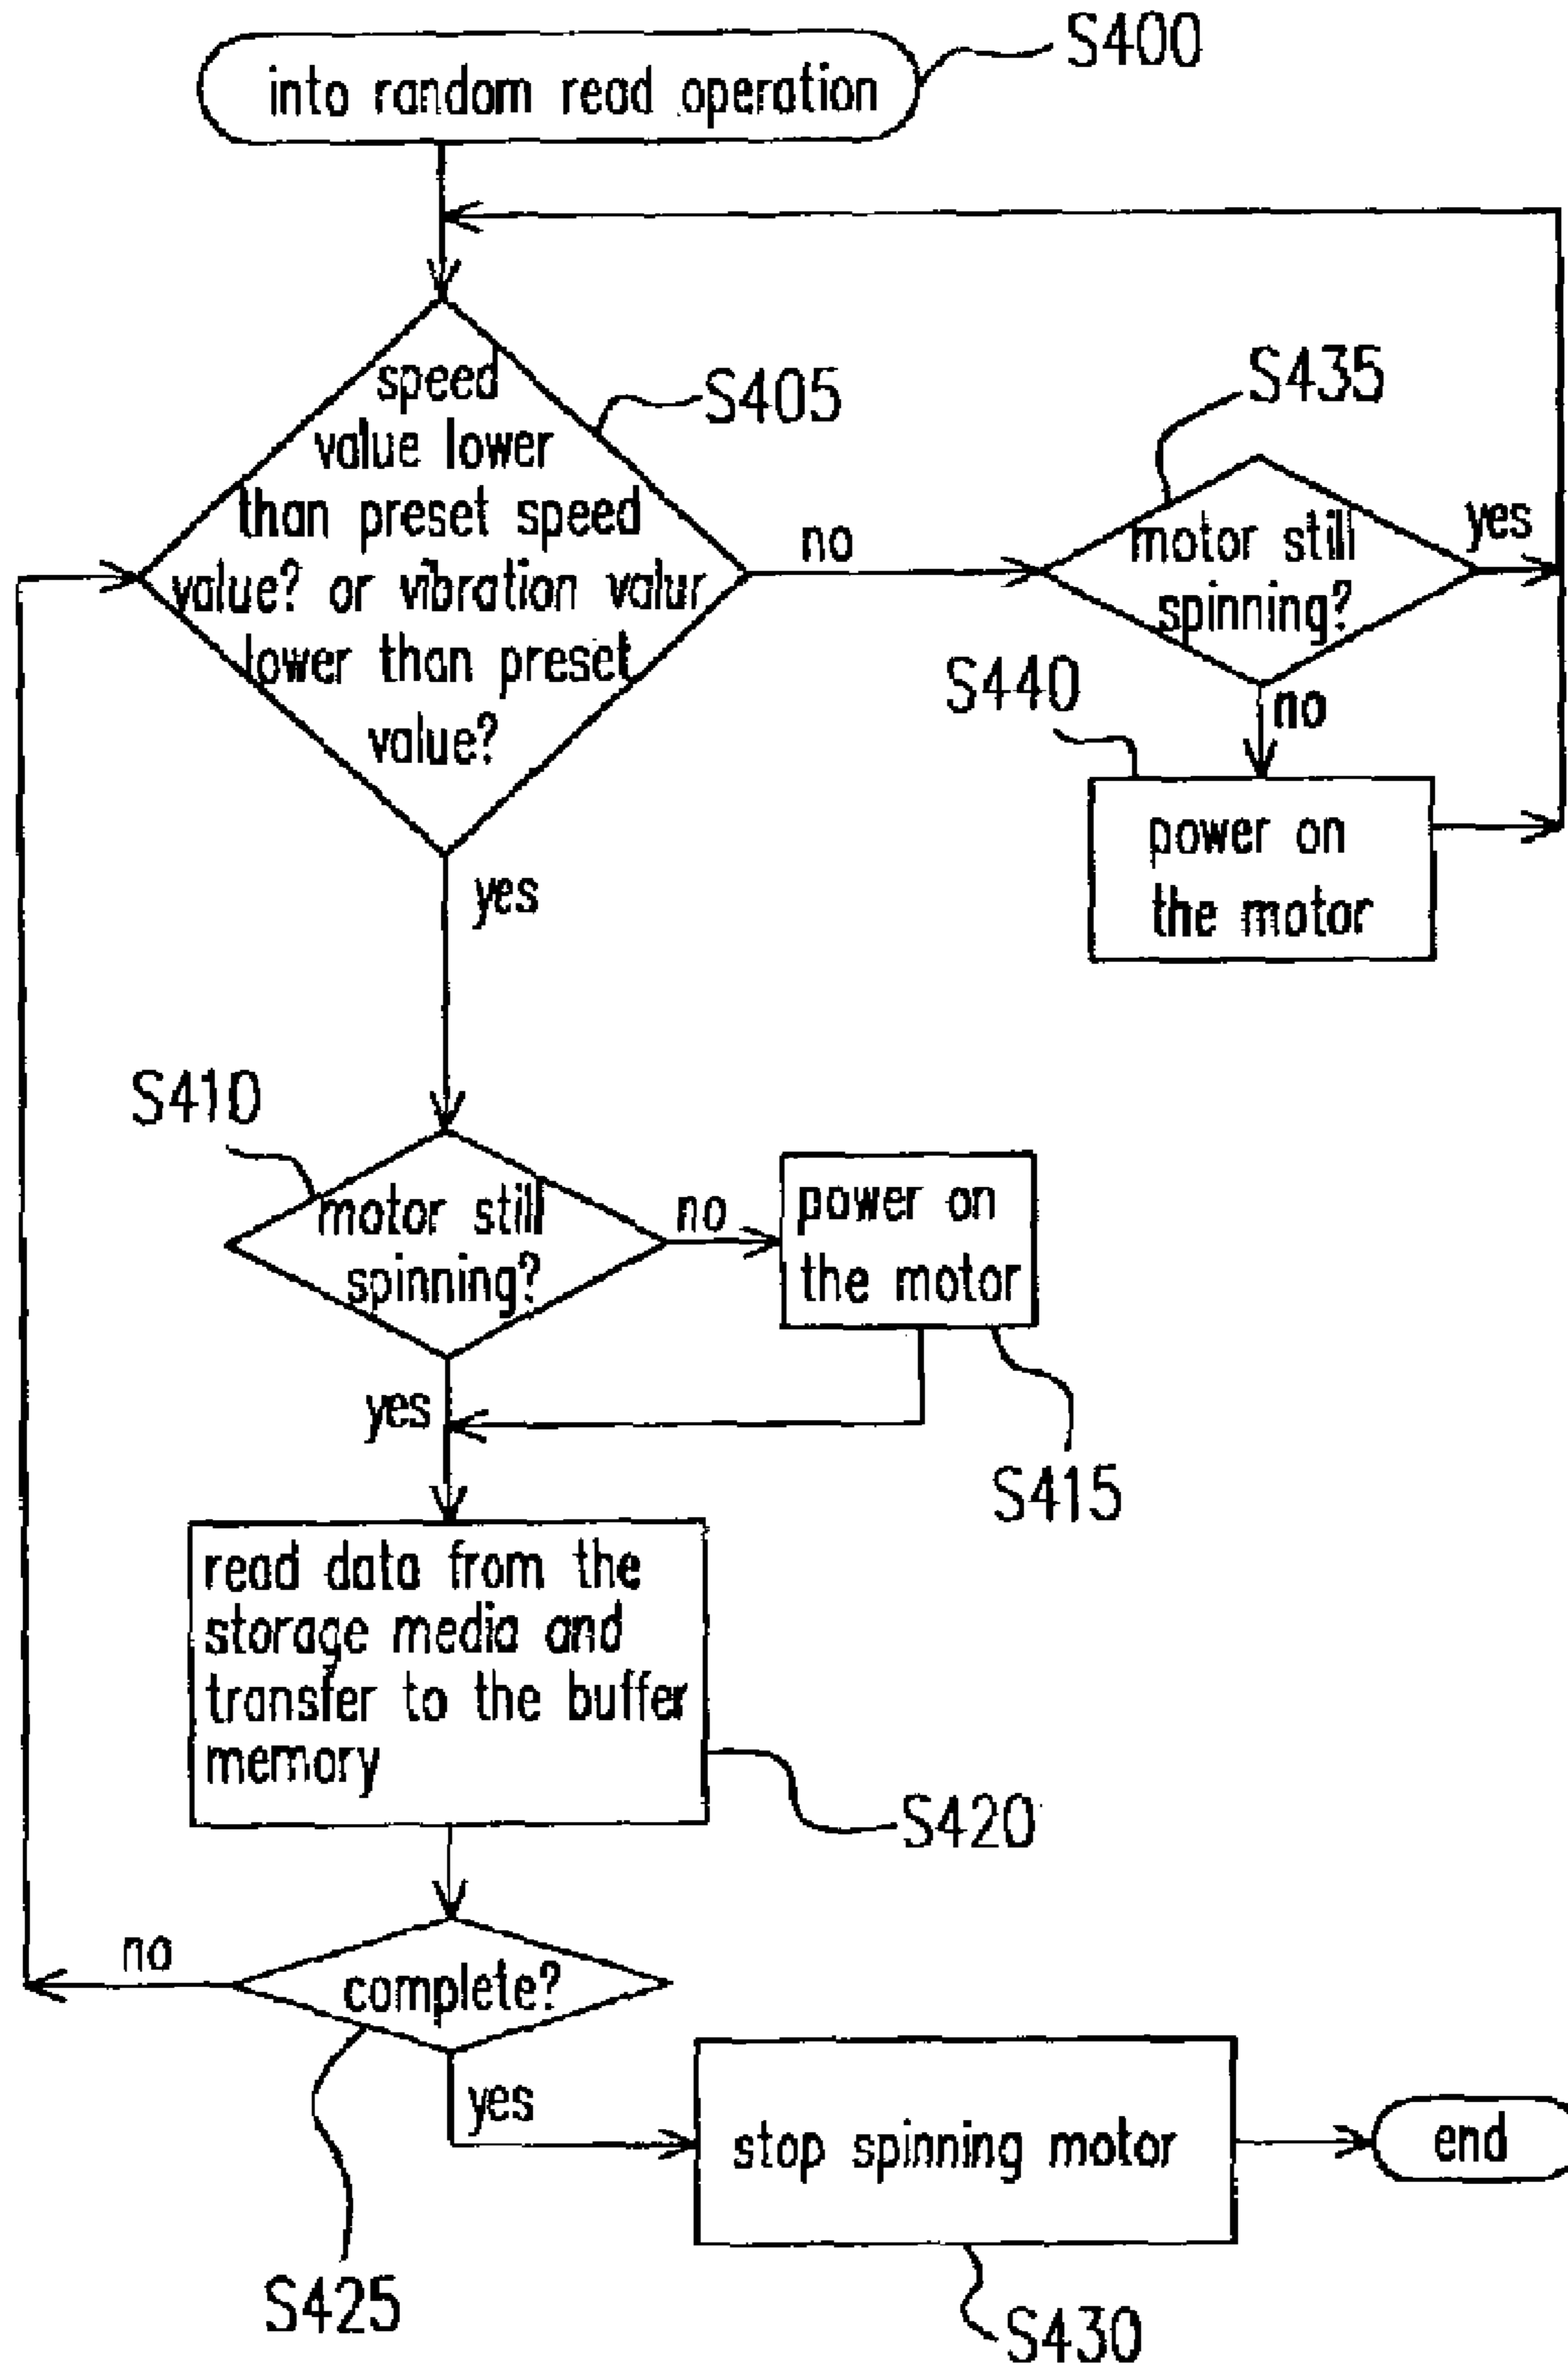 into random read operation
S400
speed
value lower
than preset speed
value? or vibration valur
lower than preset
value?
S405
no
S435
motor still
spinning?
yes
no
S440
power on
the motor
yes
S410
motor still
spinning?
no
power on
the motor
S415
yes
read data from the
storage media and
transfer to the buffer
memory
S420
complete?
no
yes
S425
stop spinning motor
S430
end